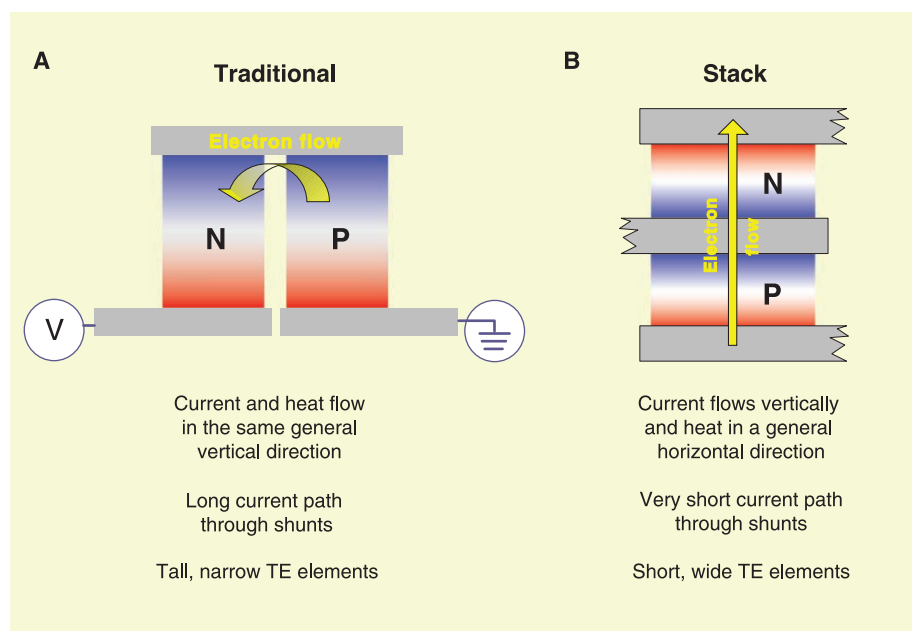 A
Traditional
Electron flow
N
P
V
Current and heat flow
in the same general
vertical direction
Long current path
through shunts
Tall, narrow TE elements
B
Stack
N
Electron
flow
P
Current flows vertically
and heat in a general
horizontal direction
Very short current path
through shunts
Short, wide TE elements